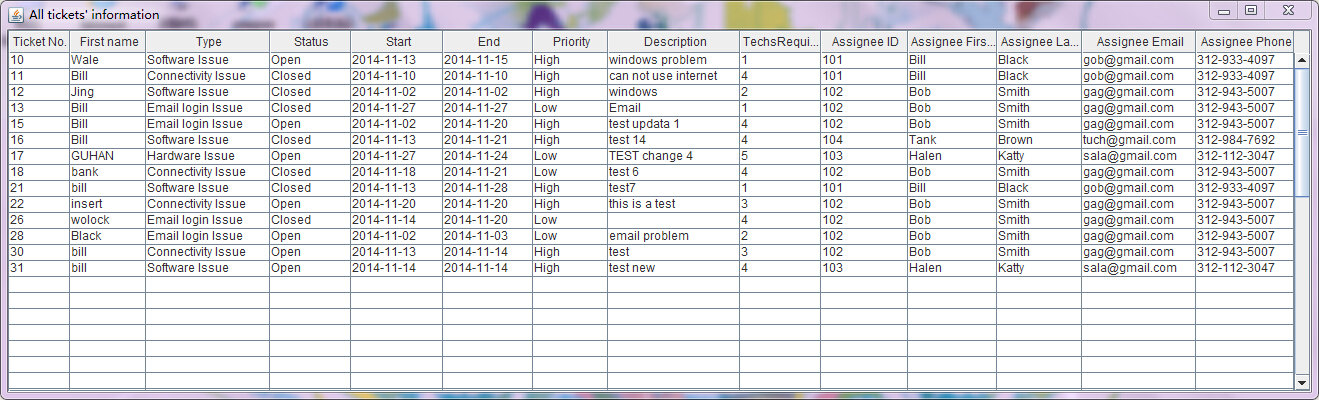 All tickets' information
Ticket No. First name Type Status Start End Priority Description TechsRequi... Assignee ID Assignee Firs... Assignee La... Assignee Email Assignee Phone
10 Wale Software Issue Open 2014-11-13 2014-11-15 High windows problem 1 101 Bill Black gob@gmail.com 312-933-4097
11 Bill Connectivity Issue Closed 2014-11-10 2014-11-10 High can not use internet 4 101 Bill Black gob@gmail.com 312-933-4097
12 Jing Software Issue Closed 2014-11-02 2014-11-02 High windows 2 102 Bob Smith gag@gmail.com 312-943-5007
13 Bill Email login Issue Closed 2014-11-27 2014-11-27 Low Email 1 102 Bob Smith gag@gmail.com 312-943-5007
15 Bill Email login Issue Open 2014-11-02 2014-11-20 High test updata 1 4 102 Bob Smith gag@gmail.com 312-943-5007
16 Bill Software Issue Closed 2014-11-13 2014-11-21 High test 14 4 104 Tank Brown tuch@gmail.com 312-984-7692
17 GUHAN Hardware Issue Open 2014-11-27 2014-11-24 Low TEST change 4 5 103 Halen Katty sala@gmail.com 312-112-3047
18 bank Connectivity Issue Closed 2014-11-18 2014-11-21 Low test 6 4 102 Bob Smith gag@gmail.com 312-943-5007
21 bill Software Issue Closed 2014-11-13 2014-11-28 High test7 1 101 Bill Black gob@gmail.com 312-933-4097
22 insert Connectivity Issue Open 2014-11-20 2014-11-20 High this is a test 3 102 Bob Smith gag@gmail.com 312-943-5007
26 wolock Email login Issue Closed 2014-11-14 2014-11-20 Low 4 102 Bob Smith gag@gmail.com 312-943-5007
28 Black Email login Issue Open 2014-11-02 2014-11-03 Low email problem 2 102 Bob Smith gag@gmail.com 312-943-5007
30 bill Connectivity Issue Open 2014-11-13 2014-11-14 High test 3 102 Bob Smith gag@gmail.com 312-943-5007
31 bill Software Issue Open 2014-11-14 2014-11-14 High test new 4 103 Halen Katty sala@gmail.com 312-112-3047